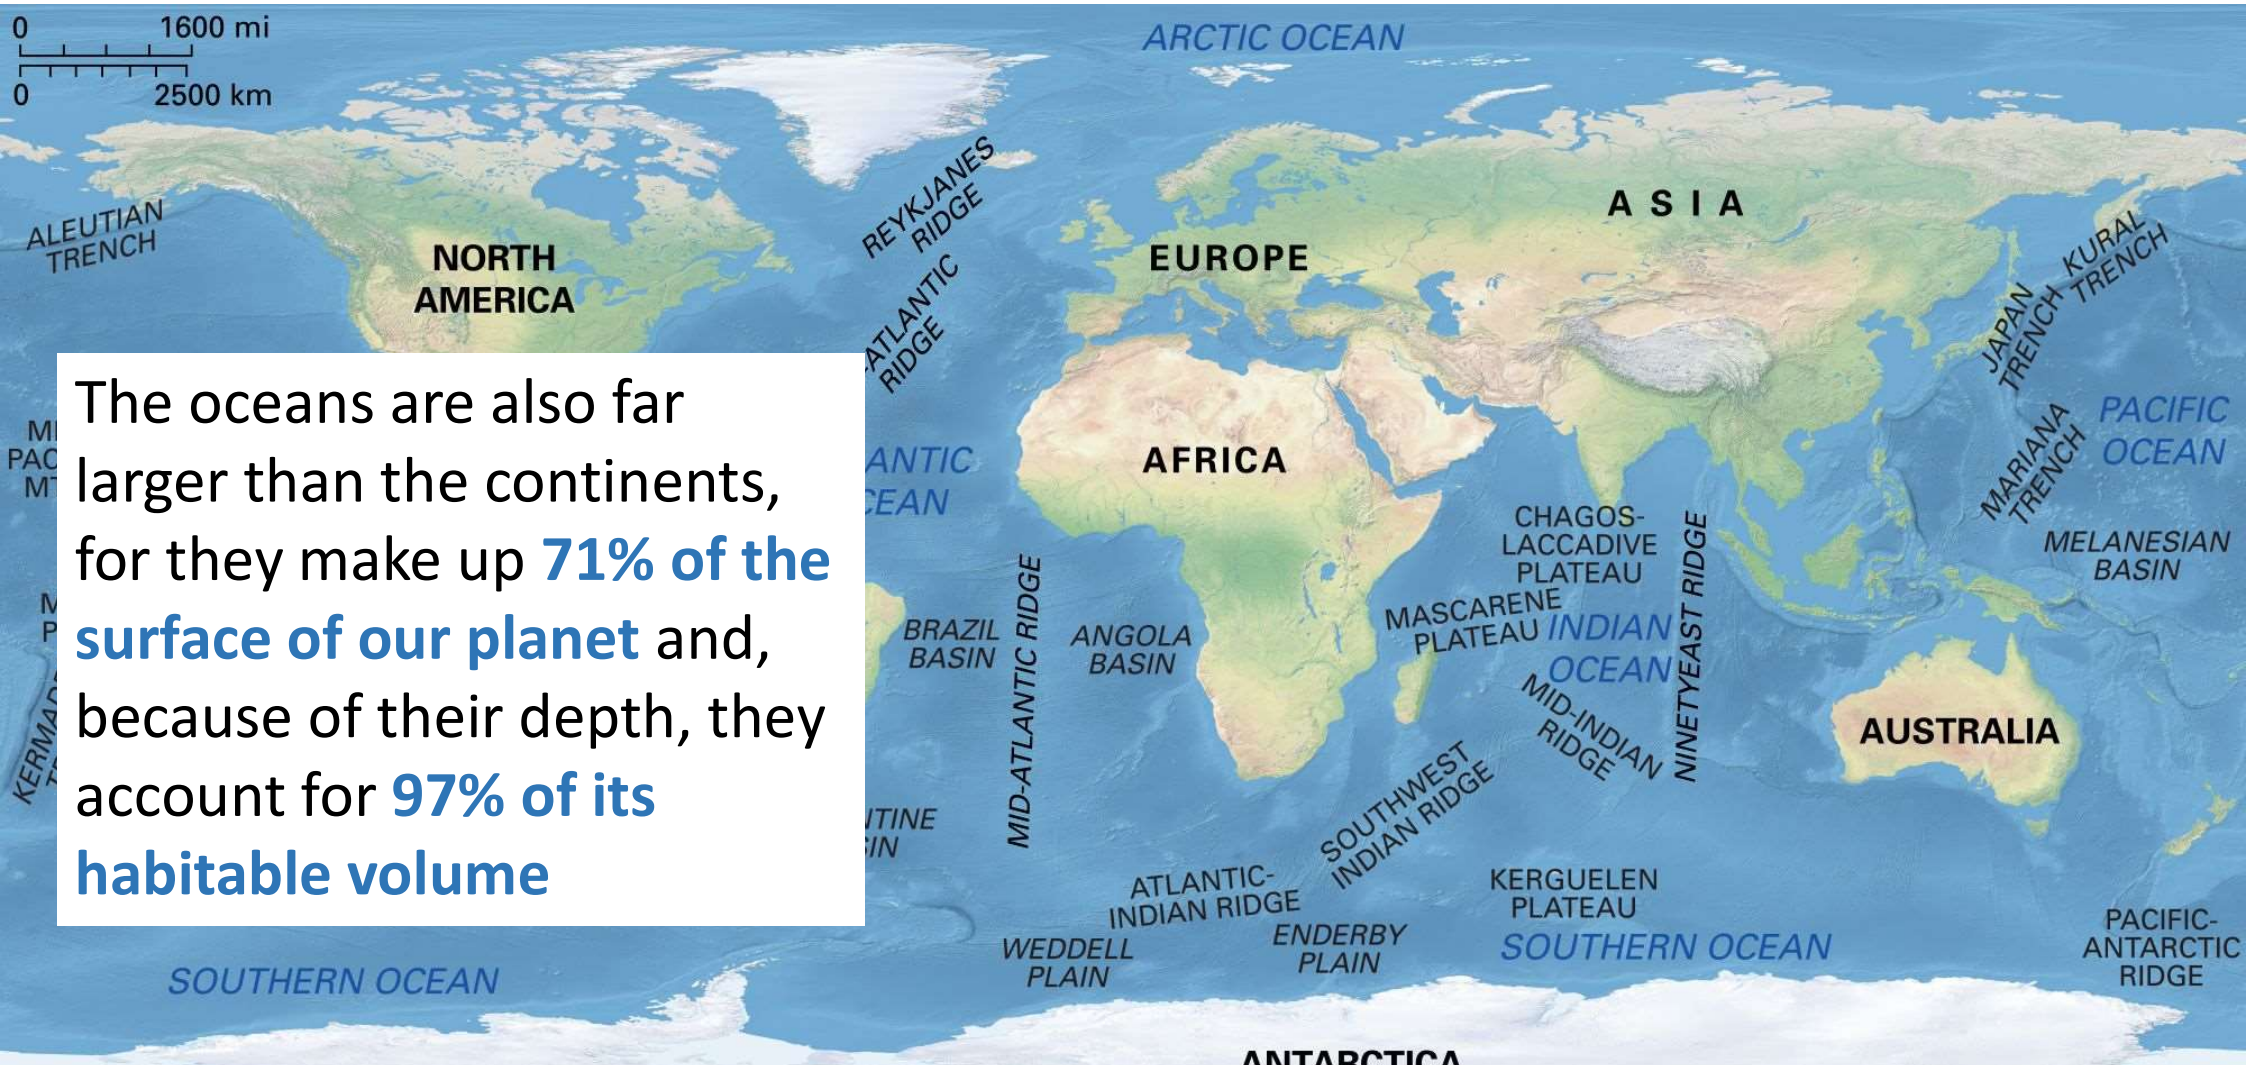 0 1600 mi
0 2500 km
ARCTIC OCEAN
REYKJANES
RIDGE
ALEUTIAN
TRENCH
NORTH
AMERICA
EUROPE
ASIA
KURAL
TRENCH
ATLANTIC
RIDGE
JAPAN
TRENCH
The oceans are also far
larger than the continents,
for they make up 71% of the
surface of our planet and,
because of their depth, they
account for 97% of its
habitable volume
AFRICA
MARIANA
TRENCH
PACIFIC
OCEAN
CHAGOS-
LACCADIVE
PLATEAU
MELANESIAN
BASIN
MID-ATLANTIC RIDGE
BRAZIL
BASIN
ANGOLA
BASIN
MASCARENE
PLATEAU
INDIAN
OCEAN
NINETYEAST RIDGE
MID-INDIAN
RIDGE
AUSTRALIA
SOUTHWEST
INDIAN RIDGE
ATLANTIC-
INDIAN RIDGE
KERGUELEN
PLATEAU
WEDDELL
PLAIN
ENDERBY
PLAIN
SOUTHERN OCEAN
PACIFIC-
ANTARCTIC
RIDGE
SOUTHERN OCEAN
ANTARCTICA